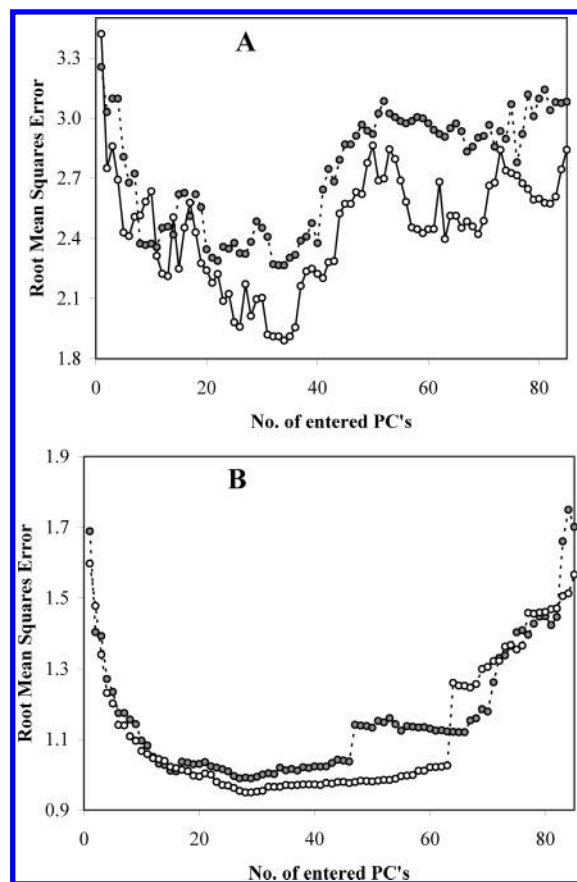 A
3.3
3.0
2.7
2.4
2.1
1.8
Root Mean Squares Error
0 20 40 60 80
No. of entered PC's
B
1.9
1.7
1.5
1.3
1.1
0.9
Root Mean Squares Error
0 20 40 60 80
No. of entered PC's